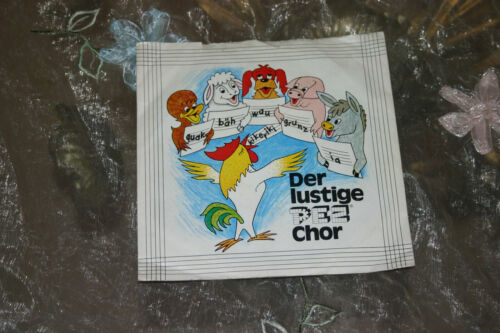 quak
bäh
wau
grunz
i-a
kikeriki
Der
lustige
PEZ
Chor